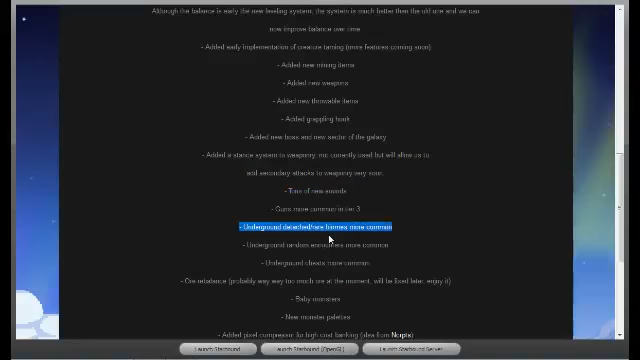 Although the balance is early the new leveling system, the system is much better than the old one and we can
now improve balance over time
- Added early implementation of creature taming (more features coming soon)
- Added new mining items
- Added new weapons
- Added new throwable items
- Added grappling hook
- Added new boss and new sector of the galaxy
- Added a stance system to weaponry, not currently used but will allow us to
add secondary attacks to weaponry very soon.
- Tons of new swords
- Guns more common in tier 3
- Underground detached/rare biomes more common
- Underground random encounters more common
- Underground chests more common
- Ore rebalance (probably way way too much ore at the moment, will be fixed later, enjoy it)
- Baby monsters
- New monster palettes
- Added pixel compressor for high cost banking (idea from Norpts)
Launch Starbound
Launch Starbound (OpenGL)
Launch Starbound Server